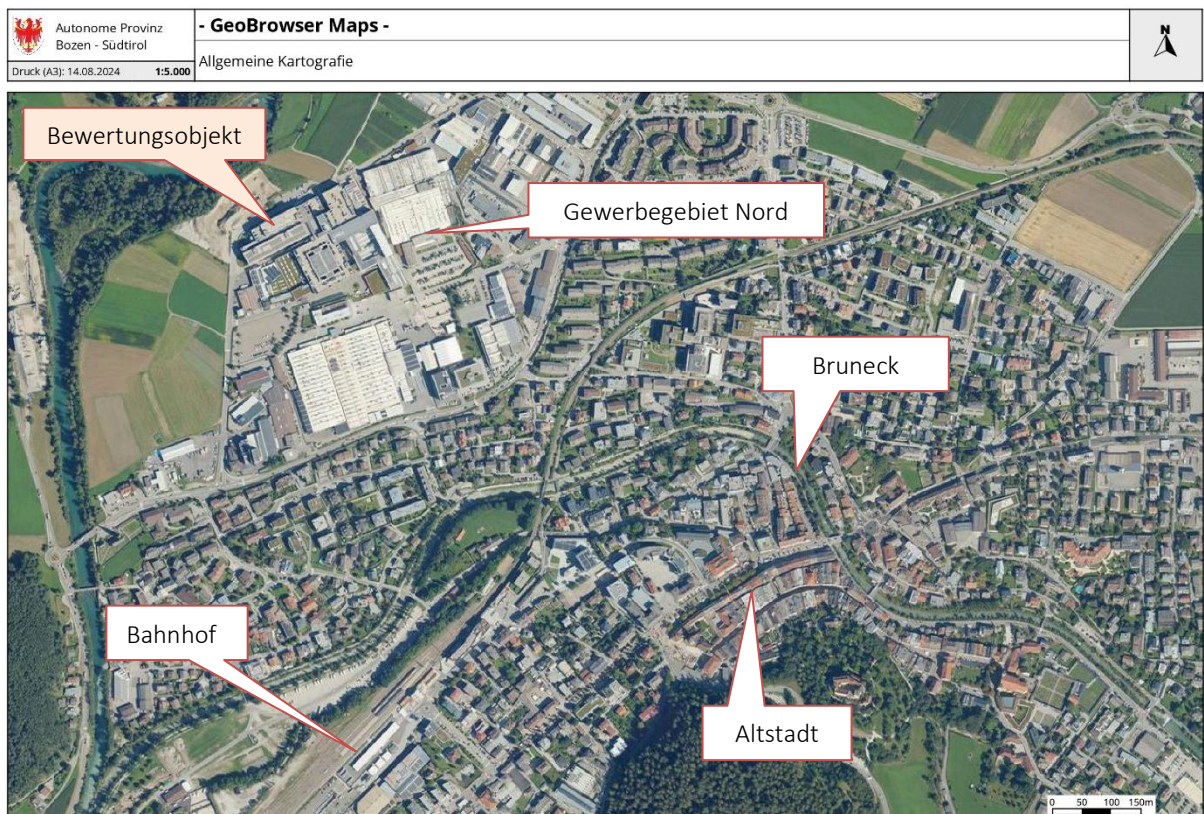 Autonome Provinz
Bozen - Südtirol
Druck (A3): 14.08.2024 1:5.000
- GeoBrowser Maps -
Allgemeine Kartografie
N
Bewertungsobjekt
Gewerbegebiet Nord
Bruneck
Bahnhof
Altstadt
0 50 100 150m